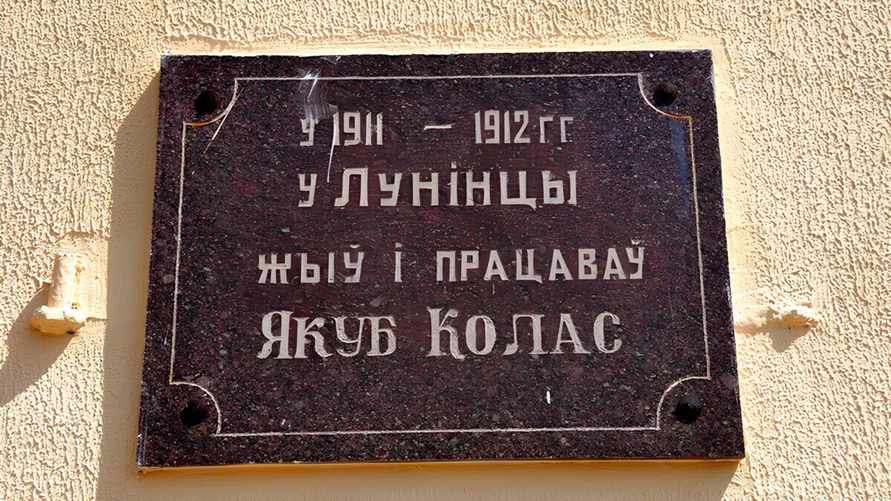 У 1911 — 1912 гг
у Лунінцы
жыў і працаваў
Якуб Колас